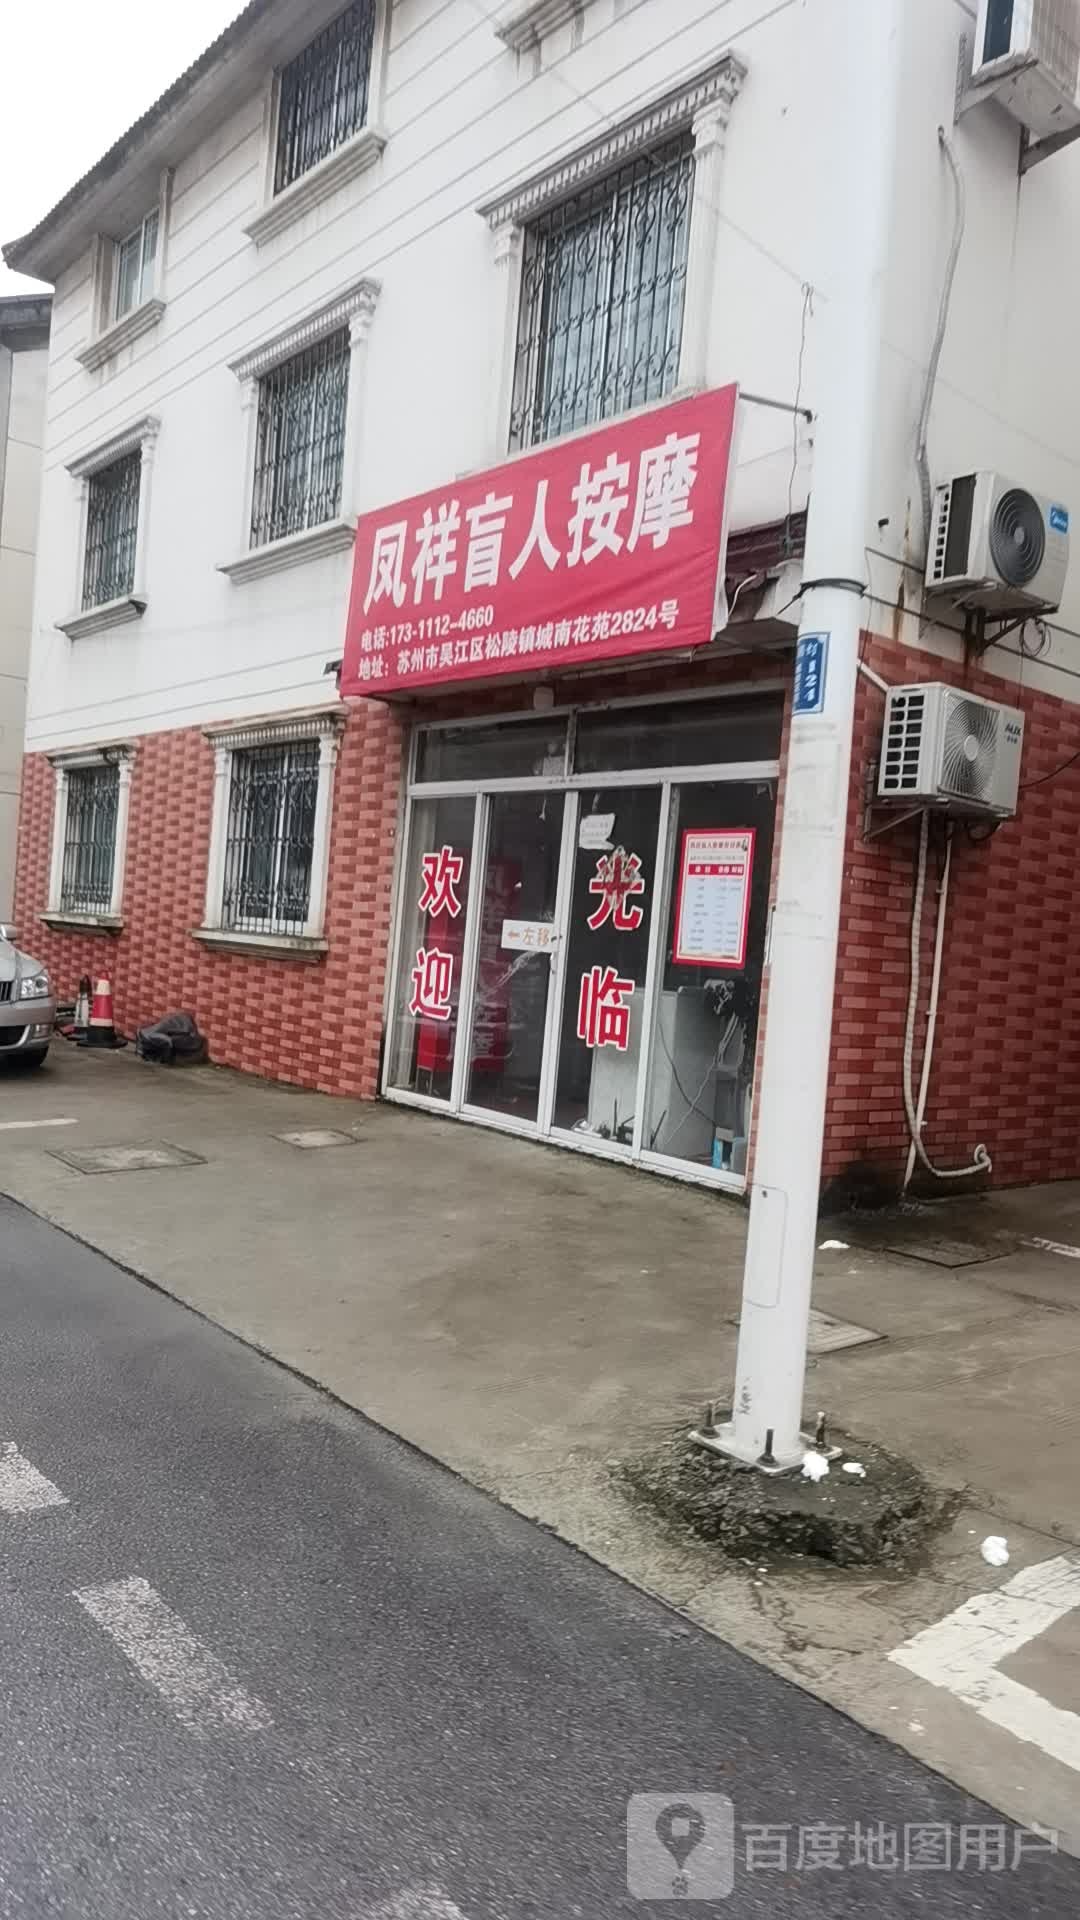 凤祥盲人按摩
电话:173-1112-4660
地址：苏州市吴江区松陵镇城南花苑2824号
欢迎
光临
←左移
124
AUX
百度地图用户